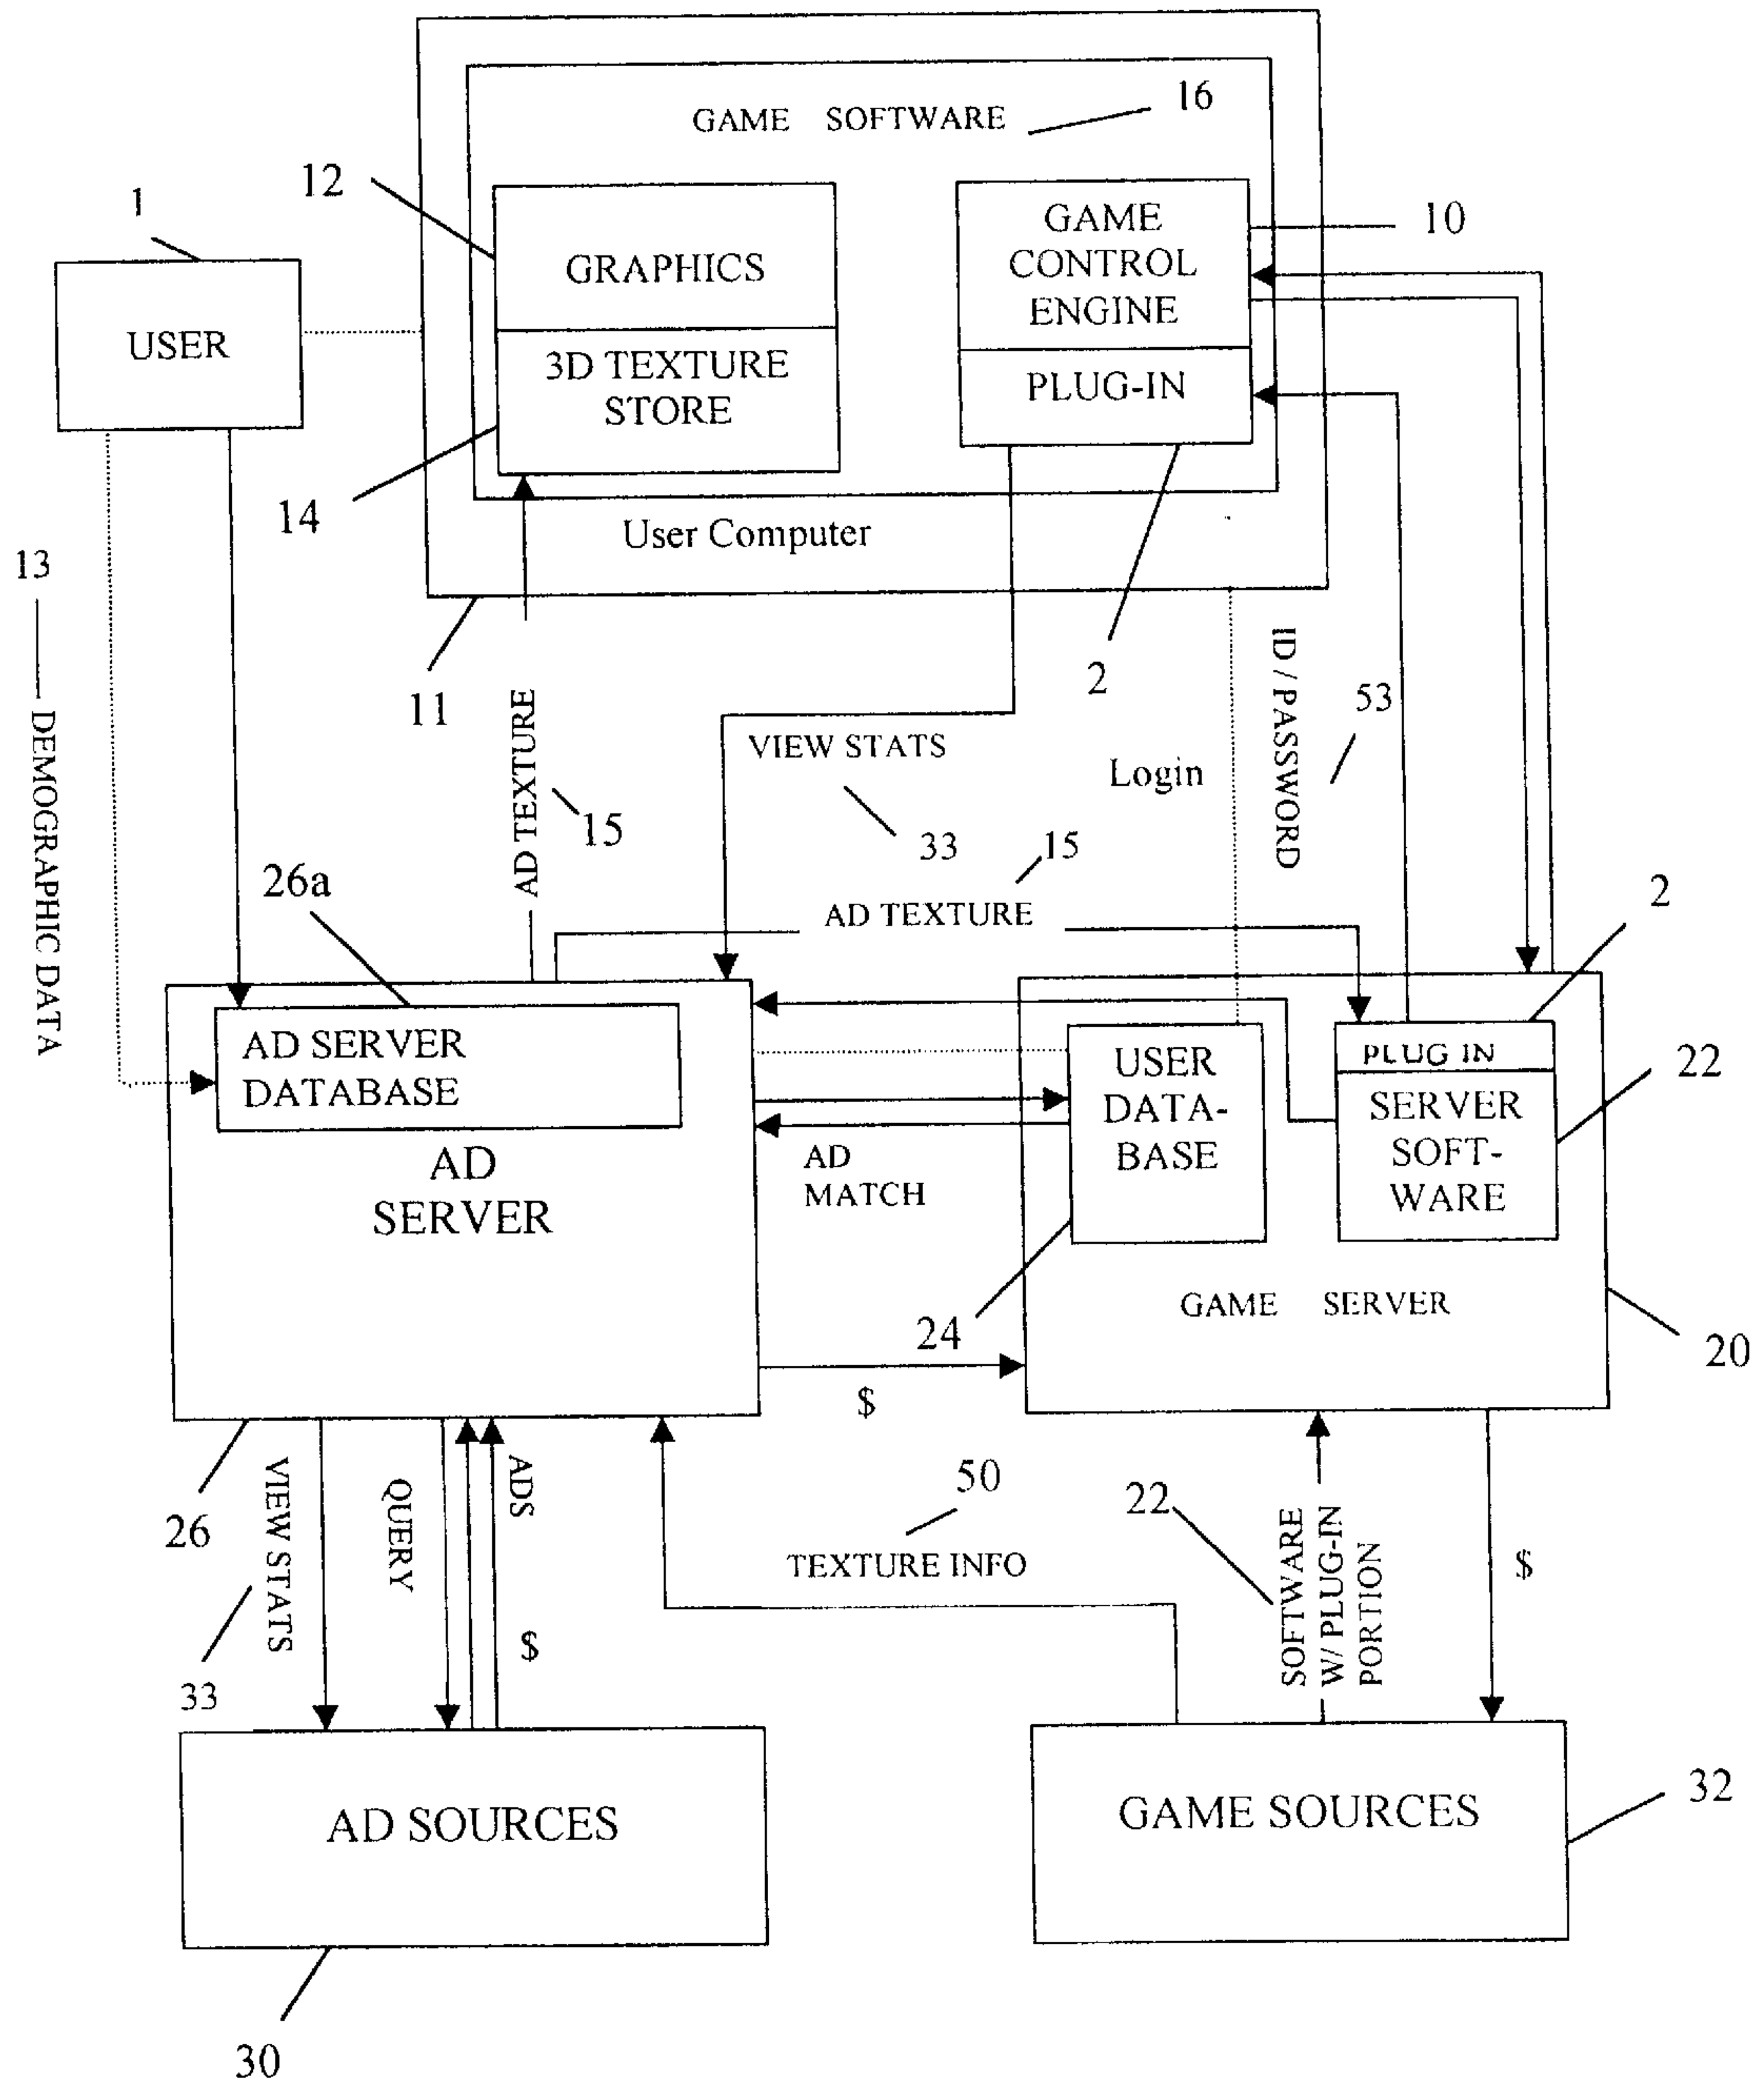 GAME SOFTWARE
16
12
1
GRAPHICS
GAME
CONTROL
ENGINE
10
USER
3D TEXTURE
STORE
PLUG-IN
14
User Computer
13
DEMOGRAPHIC DATA
11
2
ID / PASSWORD
53
AD TEXTURE
15
VIEW STATS
33
Login
15
AD TEXTURE
26a
2
AD SERVER
DATABASE
AD
SERVER
USER
DATA-
BASE
PLUG IN
SERVER
SOFT-
WARE
22
AD
MATCH
24
GAME SERVER
20
$
26
VIEW STATS
33
QUERY
ADS
$
50
TEXTURE INFO
22
SOFTWARE
W/ PLUG-IN
PORTION
$
AD SOURCES
GAME SOURCES
32
30